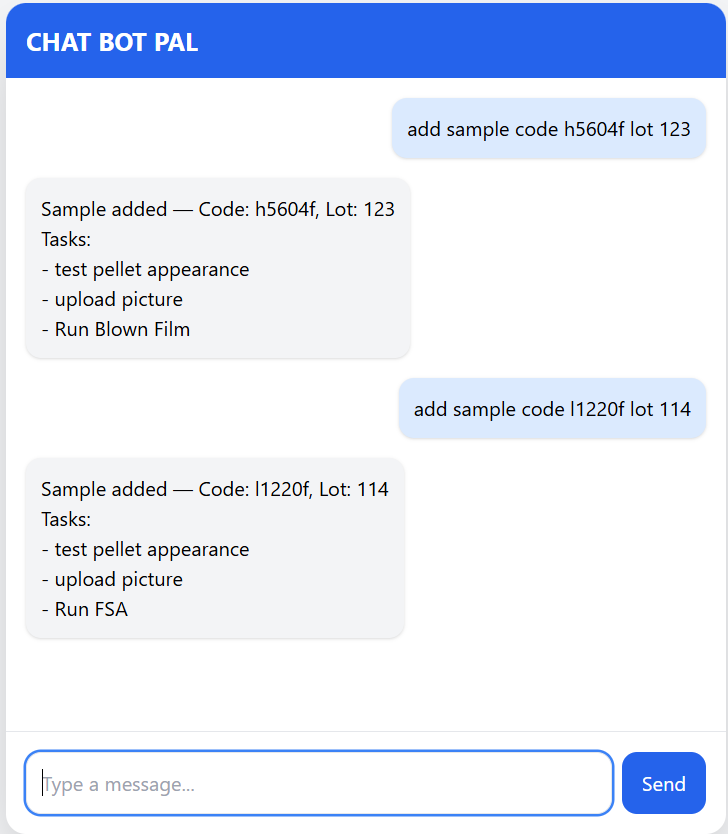 CHAT BOT PAL
add sample code h5604f lot 123
Sample added — Code: h5604f, Lot: 123
Tasks:
- test pellet appearance
- upload picture
- Run Blown Film
add sample code l1220f lot 114
Sample added — Code: l1220f, Lot: 114
Tasks:
- test pellet appearance
- upload picture
- Run FSA
Type a message...
Send